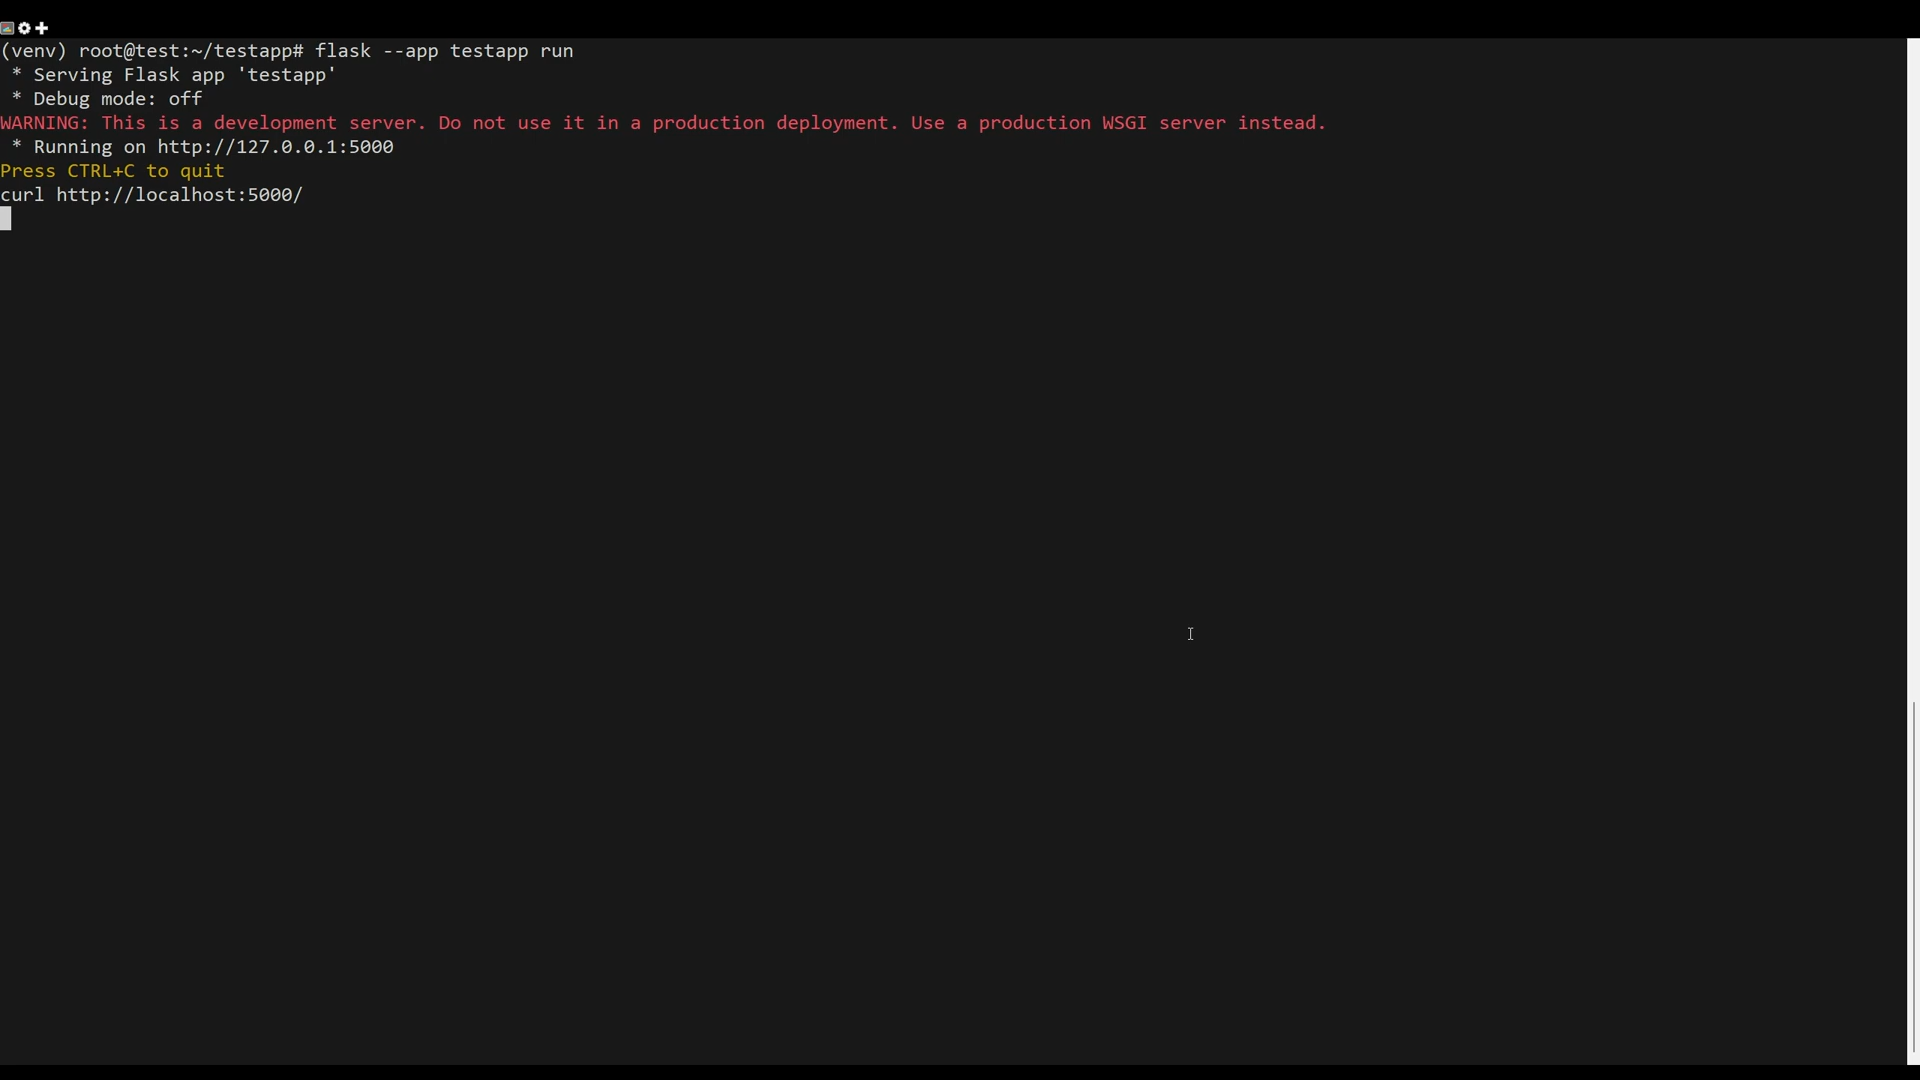 (venv) root@test:~/testapp# flask --app testapp run
 * Serving Flask app 'testapp'
 * Debug mode: off
WARNING: This is a development server. Do not use it in a production deployment. Use a production WSGI server instead.
 * Running on http://127.0.0.1:5000
Press CTRL+C to quit
curl http://localhost:5000/